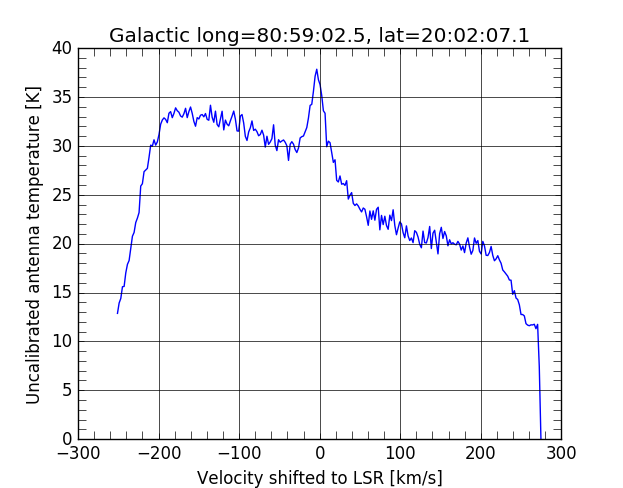 Galactic long=80:59:02.5, lat=20:02:07.1
Uncalibrated antenna temperature [K]
40
35
30
25
20
15
10
5
0
−300 −200 −100 0 100 200 300
Velocity shifted to LSR [km/s]